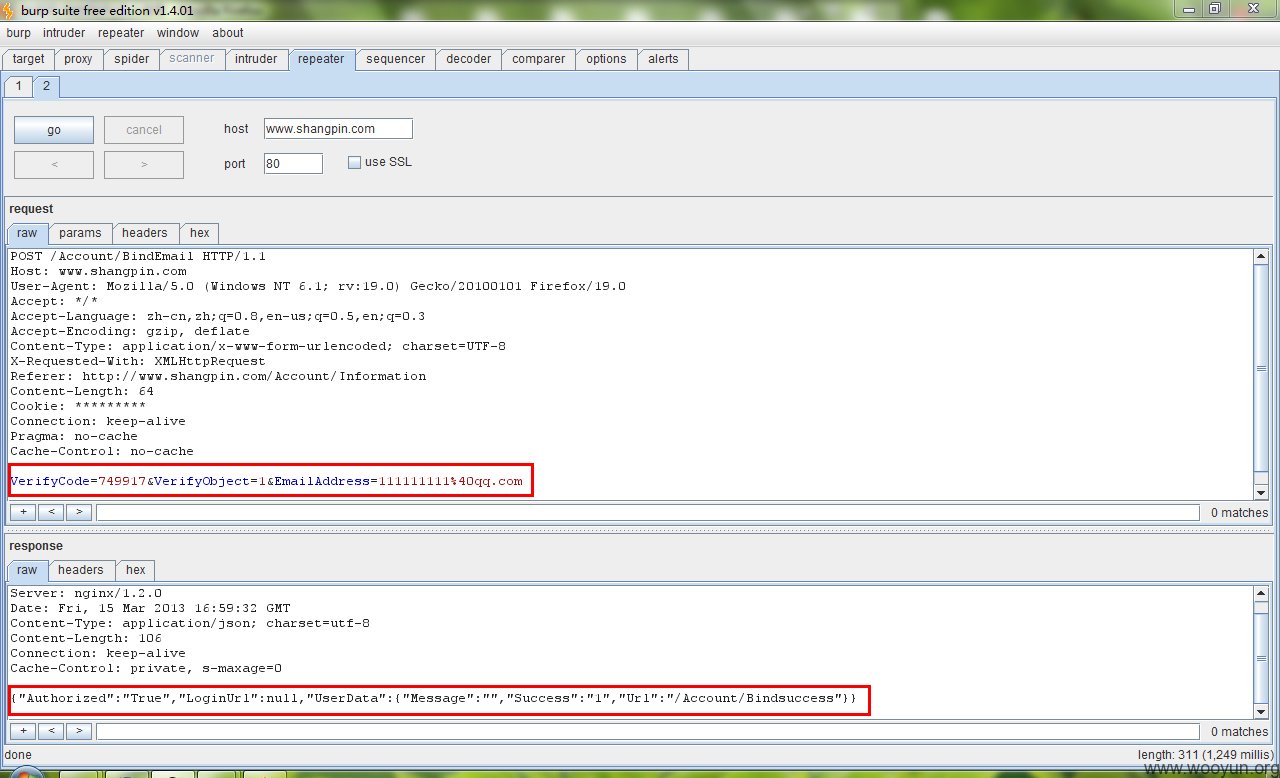 burp suite free edition v1.4.01
burp intruder repeater window about
target proxy spider scanner intruder repeater sequencer decoder comparer options alerts
1 2
go cancel host www.shangpin.com
< > port 80 use SSL
request
raw params headers hex
POST /Account/BindEmail HTTP/1.1
Host: www.shangpin.com
User-Agent: Mozilla/5.0 (Windows NT 6.1; rv:19.0) Gecko/20100101 Firefox/19.0
Accept: */*
Accept-Language: zh-cn,zh;q=0.8,en-us;q=0.5,en;q=0.3
Accept-Encoding: gzip, deflate
Content-Type: application/x-www-form-urlencoded; charset=UTF-8
X-Requested-With: XMLHttpRequest
Referer: http://www.shangpin.com/Account/Information
Content-Length: 64
Cookie: *********
Connection: keep-alive
Pragma: no-cache
Cache-Control: no-cache
VerifyCode=749917&VerifyObject=1&EmailAddress=111111111%40qq.com
+ < > 0 matches
response
raw headers hex
Server: nginx/1.2.0
Date: Fri, 15 Mar 2013 16:59:32 GMT
Content-Type: application/json; charset=utf-8
Content-Length: 106
Connection: keep-alive
Cache-Control: private, s-maxage=0
{"Authorized":"True","LoginUrl":null,"UserData":{"Message":"","Success":"1","Url":"/Account/Bindsuccess"}}
+ < > 0 matches
done length: 311 (1,249 millis)
www.wooyun.org